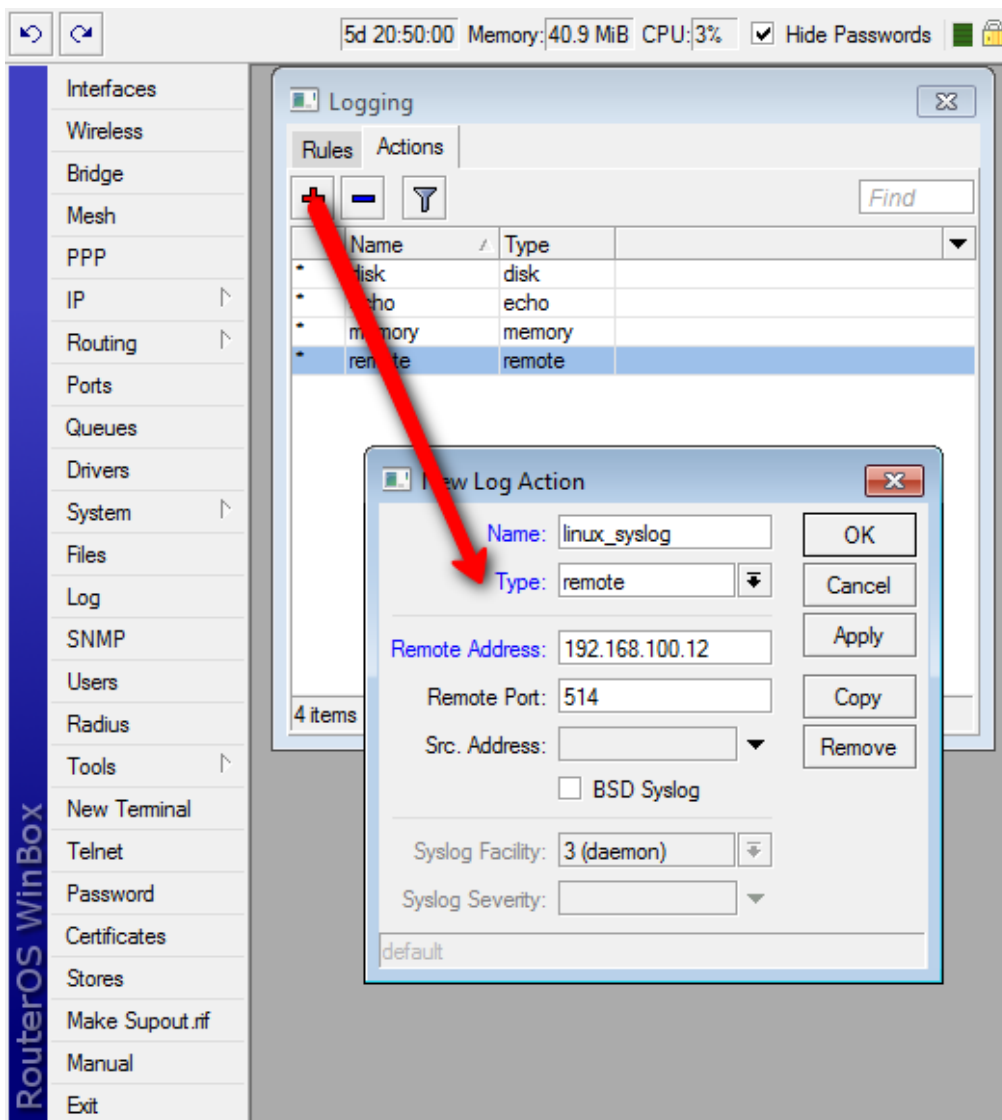 5d 20:50:00 Memory: 40.9 MiB CPU: 3% Hide Passwords
RouterOS WinBox
Interfaces
Wireless
Bridge
Mesh
PPP
IP
Routing
Ports
Queues
Drivers
System
Files
Log
SNMP
Users
Radius
Tools
New Terminal
Telnet
Password
Certificates
Stores
Make Supout.rif
Manual
Exit
Logging
Rules Actions
Find
Name Type
* disk disk
* echo echo
* memory memory
* remote remote
4 items
New Log Action
Name: linux_syslog
Type: remote
Remote Address: 192.168.100.12
Remote Port: 514
Src. Address:
BSD Syslog
Syslog Facility: 3 (daemon)
Syslog Severity:
default
OK
Cancel
Apply
Copy
Remove